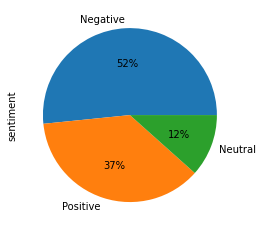 Negative
52%
sentiment
12%
Neutral
37%
Positive